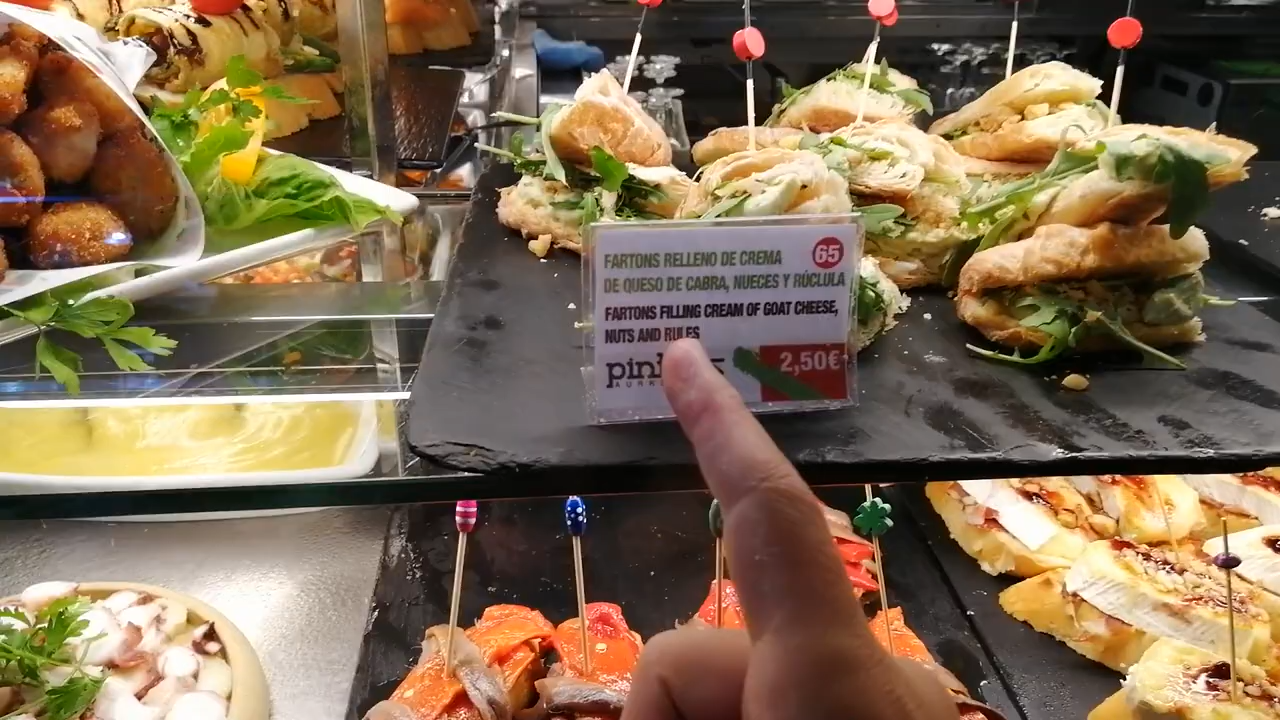 FARTONS RELLENO DE CREMA
65
DE QUESO DE CABRA, NUECES Y RÚCLULA
FARTONS FILLING CREAM OF GOAT CHEESE,
NUTS AND RULES
2,50€